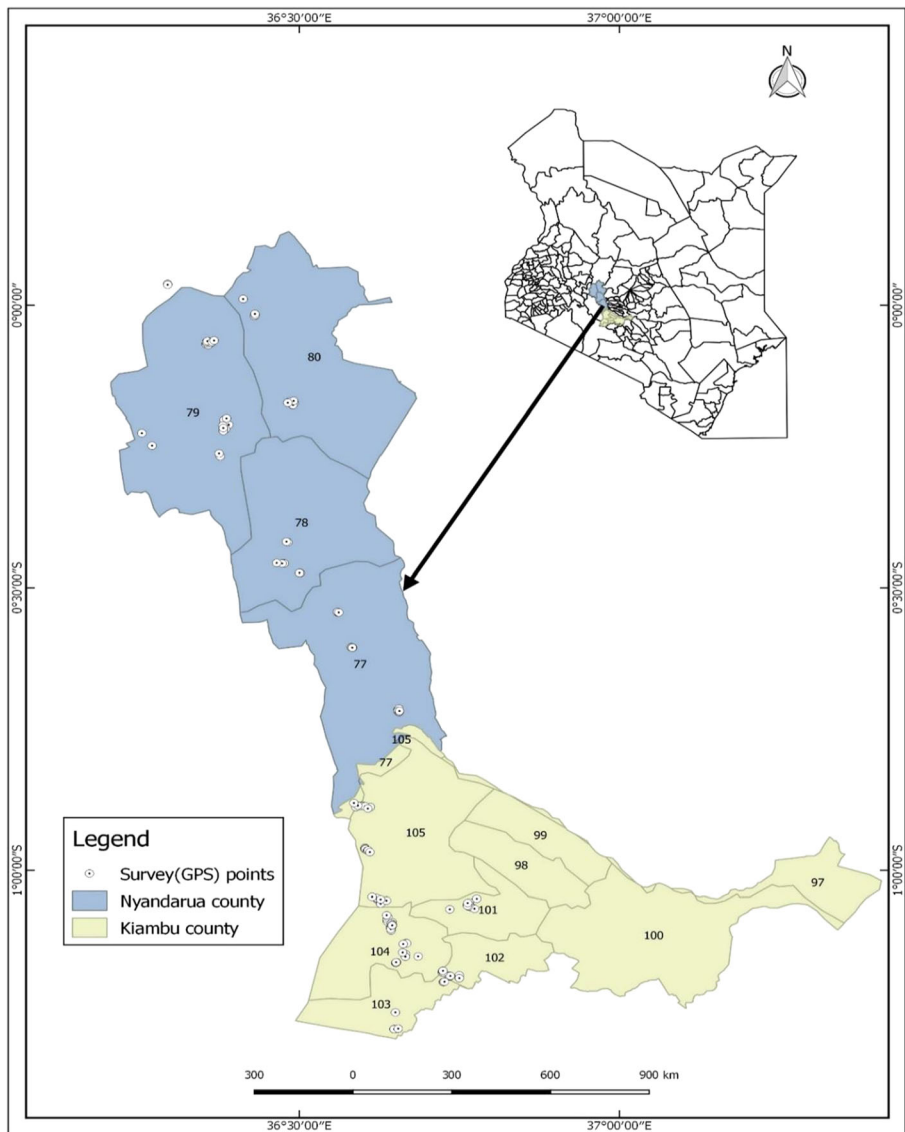 36°30′00″E 37°00′00″E
N
0°00′00″ 0°00′00″
80
79
78
0°30′00″S 0°30′00″S
77
105
77
105
99
98
97
1°00′00″S 1°00′00″S
101
100
104
102
103
Legend
Survey(GPS) points
Nyandarua county
Kiambu county
300 0 300 600 900 km
36°30′00″E 37°00′00″E